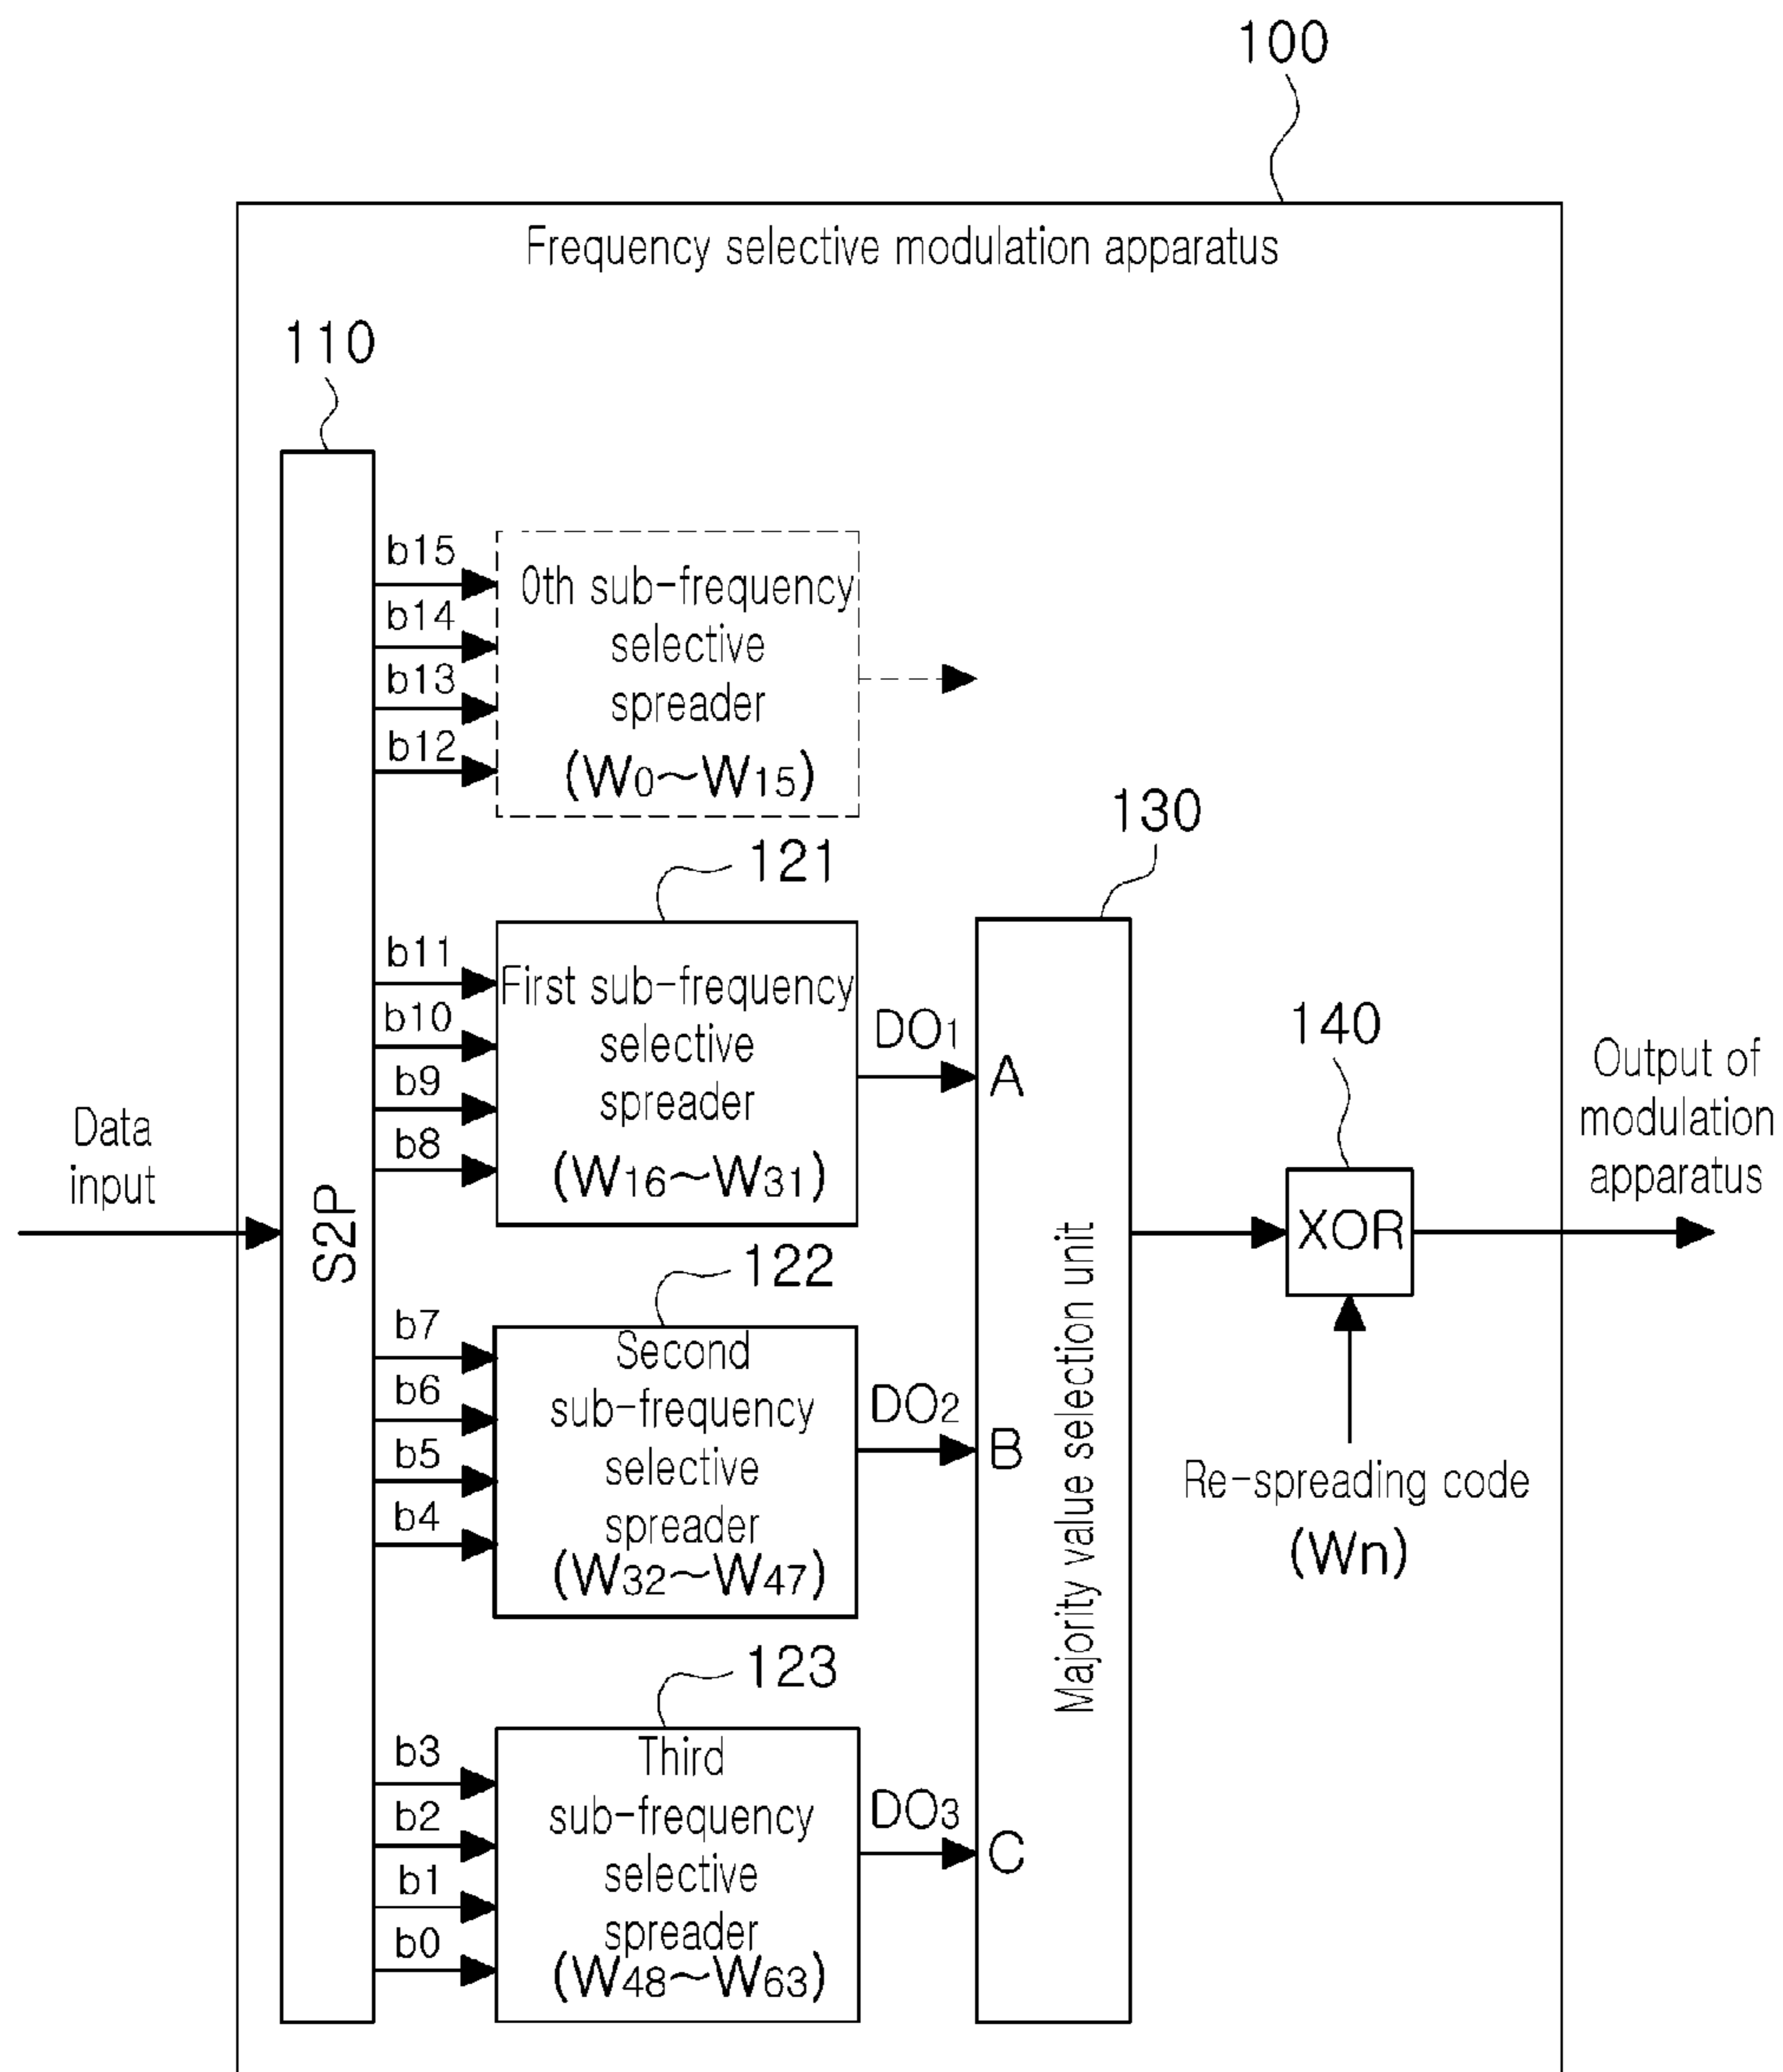 100
Frequency selective modulation apparatus
110
S2P
Data
input
b15
b14
b13
b12
0th sub-frequency
selective
spreader
(W0~W15)
121
b11
b10
b9
b8
First sub-frequency
selective
spreader
(W16~W31)
DO1
122
b7
b6
b5
b4
Second
sub-frequency
selective
spreader
(W32~W47)
DO2
123
b3
b2
b1
b0
Third
sub-frequency
selective
spreader
(W48~W63)
DO3
130
A
B
C
Majority value selection unit
140
XOR
Re-spreading code
(Wn)
Output of
modulation
apparatus